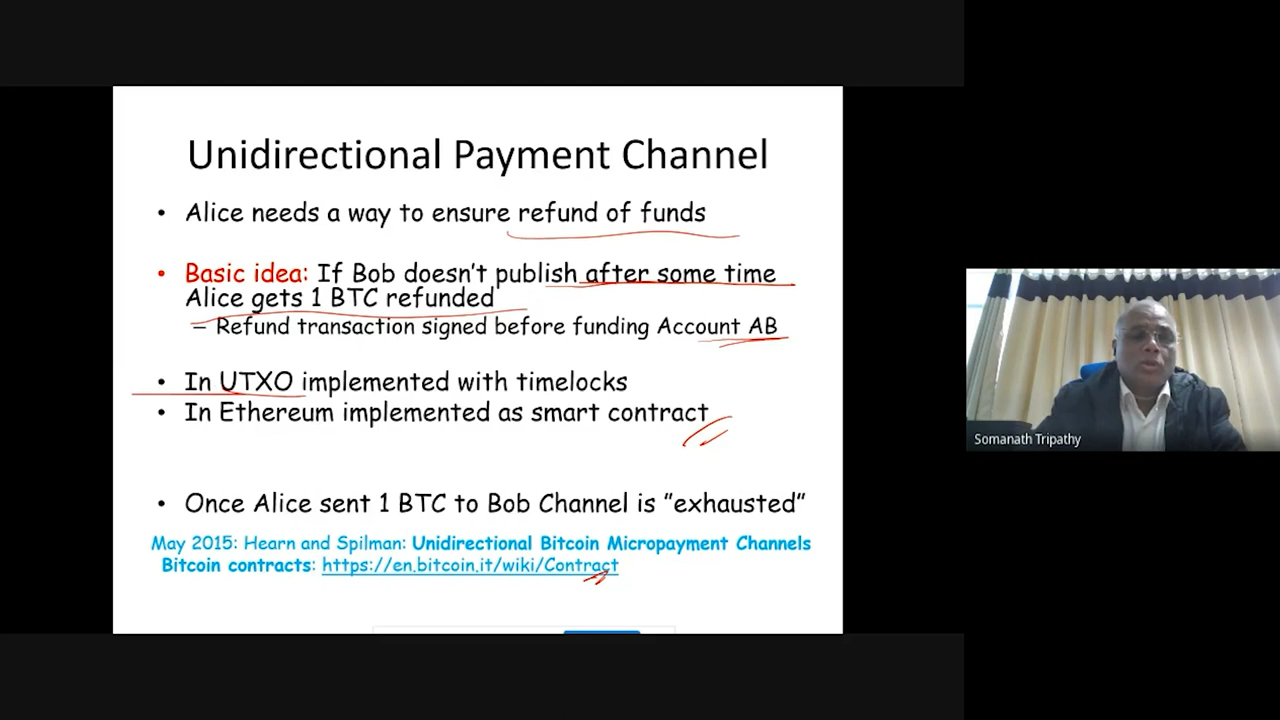 Unidirectional Payment Channel
• Alice needs a way to ensure refund of funds
• Basic idea: If Bob doesn't publish after some time
Alice gets 1 BTC refunded
– Refund transaction signed before funding Account AB
• In UTXO implemented with timelocks
• In Ethereum implemented as smart contract
• Once Alice sent 1 BTC to Bob Channel is ”exhausted”
May 2015: Hearn and Spilman: Unidirectional Bitcoin Micropayment Channels
Bitcoin contracts: https://en.bitcoin.it/wiki/Contract
Somanath Tripathy